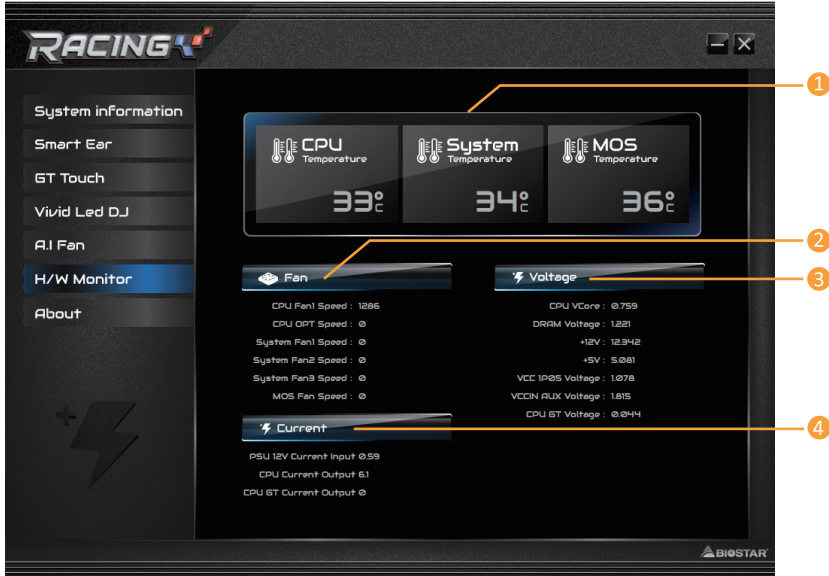 RACING
System information
Smart Ear
GT Touch
Vivid Led DJ
A.I Fan
H/W Monitor
About
1
CPU
Temperature
33°C
System
Temperature
34°C
MOS
Temperature
36°C
2
Fan
CPU Fan1 Speed : 1286
CPU OPT Speed : 0
System Fan1 Speed : 0
System Fan2 Speed : 0
System Fan3 Speed : 0
MOS Fan Speed : 0
3
Voltage
CPU VCore : 0.759
DRAM Voltage : 1.221
+12V : 12.342
+5V : 5.081
VCC 1P05 Voltage : 1.078
VCCIN AUX Voltage : 1.815
CPU GT Voltage : 0.044
4
Current
PSU 12V Current Input 0.59
CPU Current Output 6.1
CPU GT Current Output 0
BIOSTAR